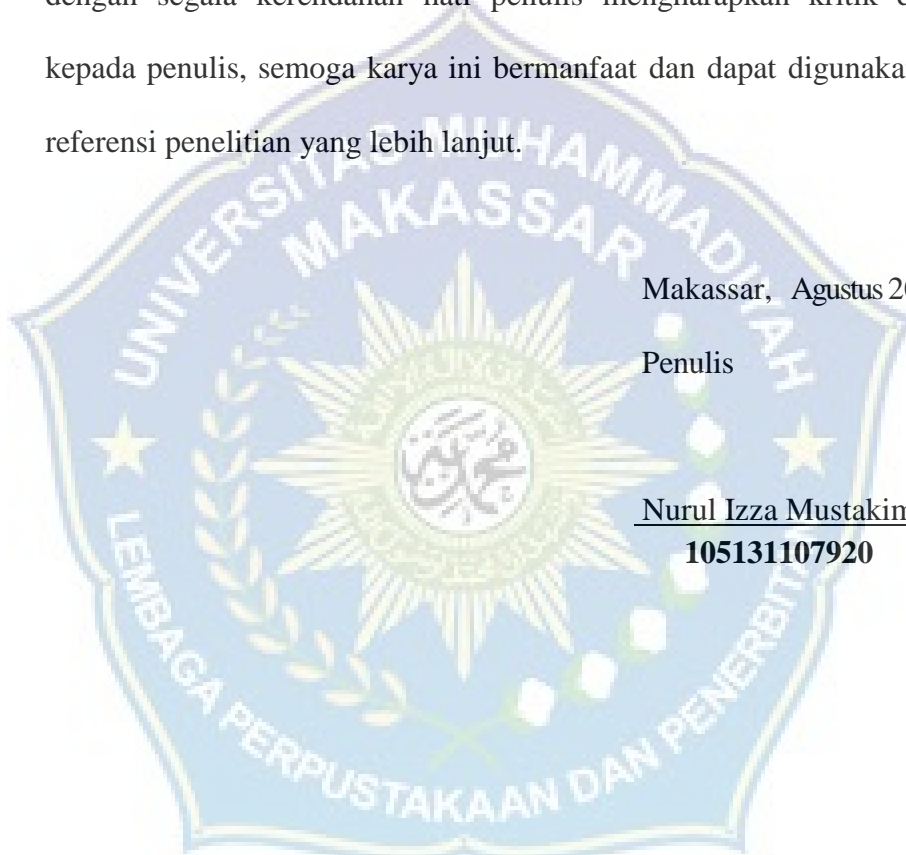 dengan segala kerendahan hati penulis mengharapkan kritik d
kepada penulis, semoga karya ini bermanfaat dan dapat digunaka
referensi penelitian yang lebih lanjut.
UNIVERSITAS MUHAMMADIYAH
MAKASSAR
Makassar, Agustus 20
Penulis
Nurul Izza Mustakim
105131107920
LEMBAGA PERPUSTAKAAN DAN PENERBITAN